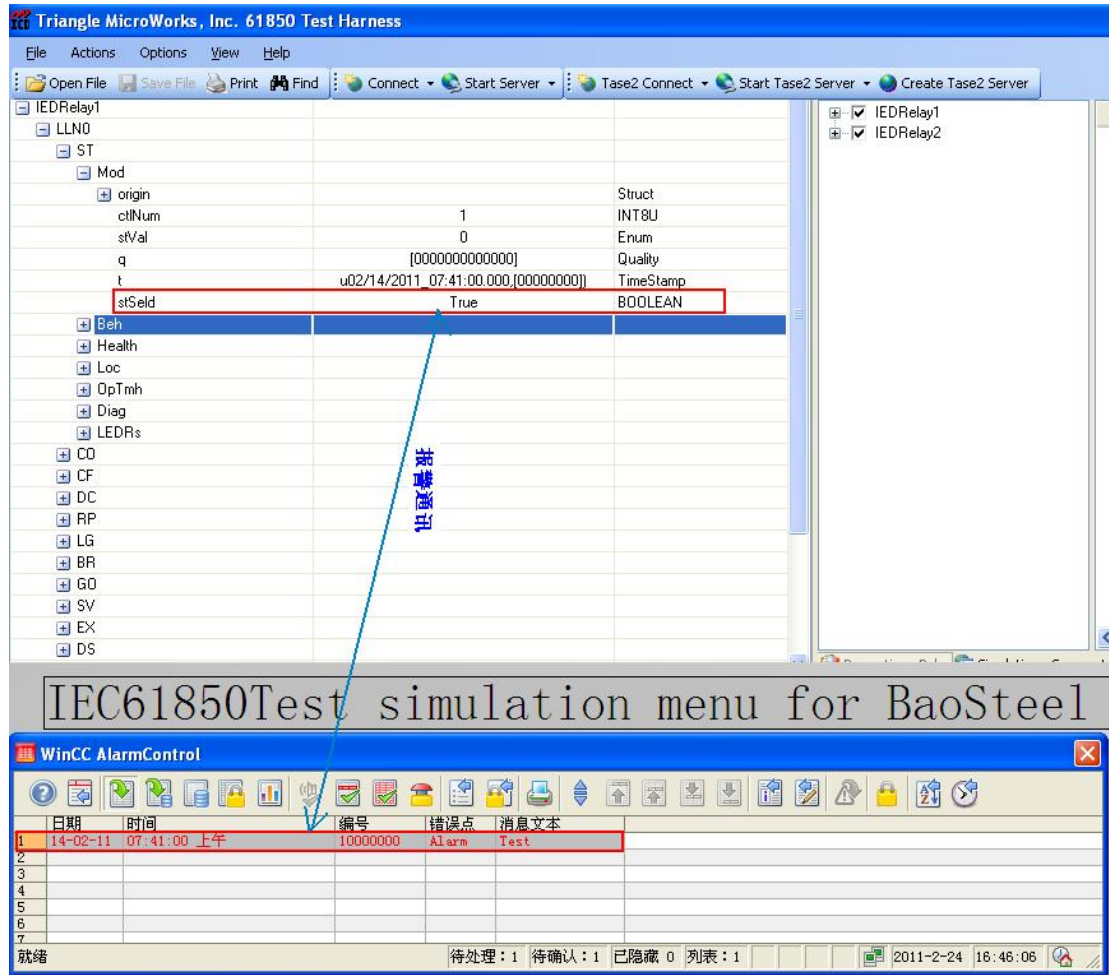 Triangle MicroWorks, Inc. 61850 Test Harness
File Actions Options View Help
Open File Save File Print Find Connect Start Server Tase2 Connect Start Tase2 Server Create Tase2 Server
IEDRelay1
LLN0
ST
Mod
origin Struct
ctlNum 1 INT8U
stVal 0 Enum
q [0000000000000] Quality
t u02/14/2011_07:41:00.000,[00000000]) TimeStamp
stSeld True BOOLEAN
Beh
Health
Loc
OpTmh
Diag
LEDRs
CO
CF
DC
RP
LG
BR
GO
SV
EX
DS
IEDRelay1
IEDRelay2
报警通讯
IEC61850Test simulation menu for BaoSteel
WinCC AlarmControl
日期 时间 编号 错误点 消息文本
1 14-02-11 07:41:00 上午 10000000 Alarm Test
2
3
4
5
6
7
就绪 待处理：1 待确认：1 已隐藏 0 列表：1 2011-2-24 16:46:06